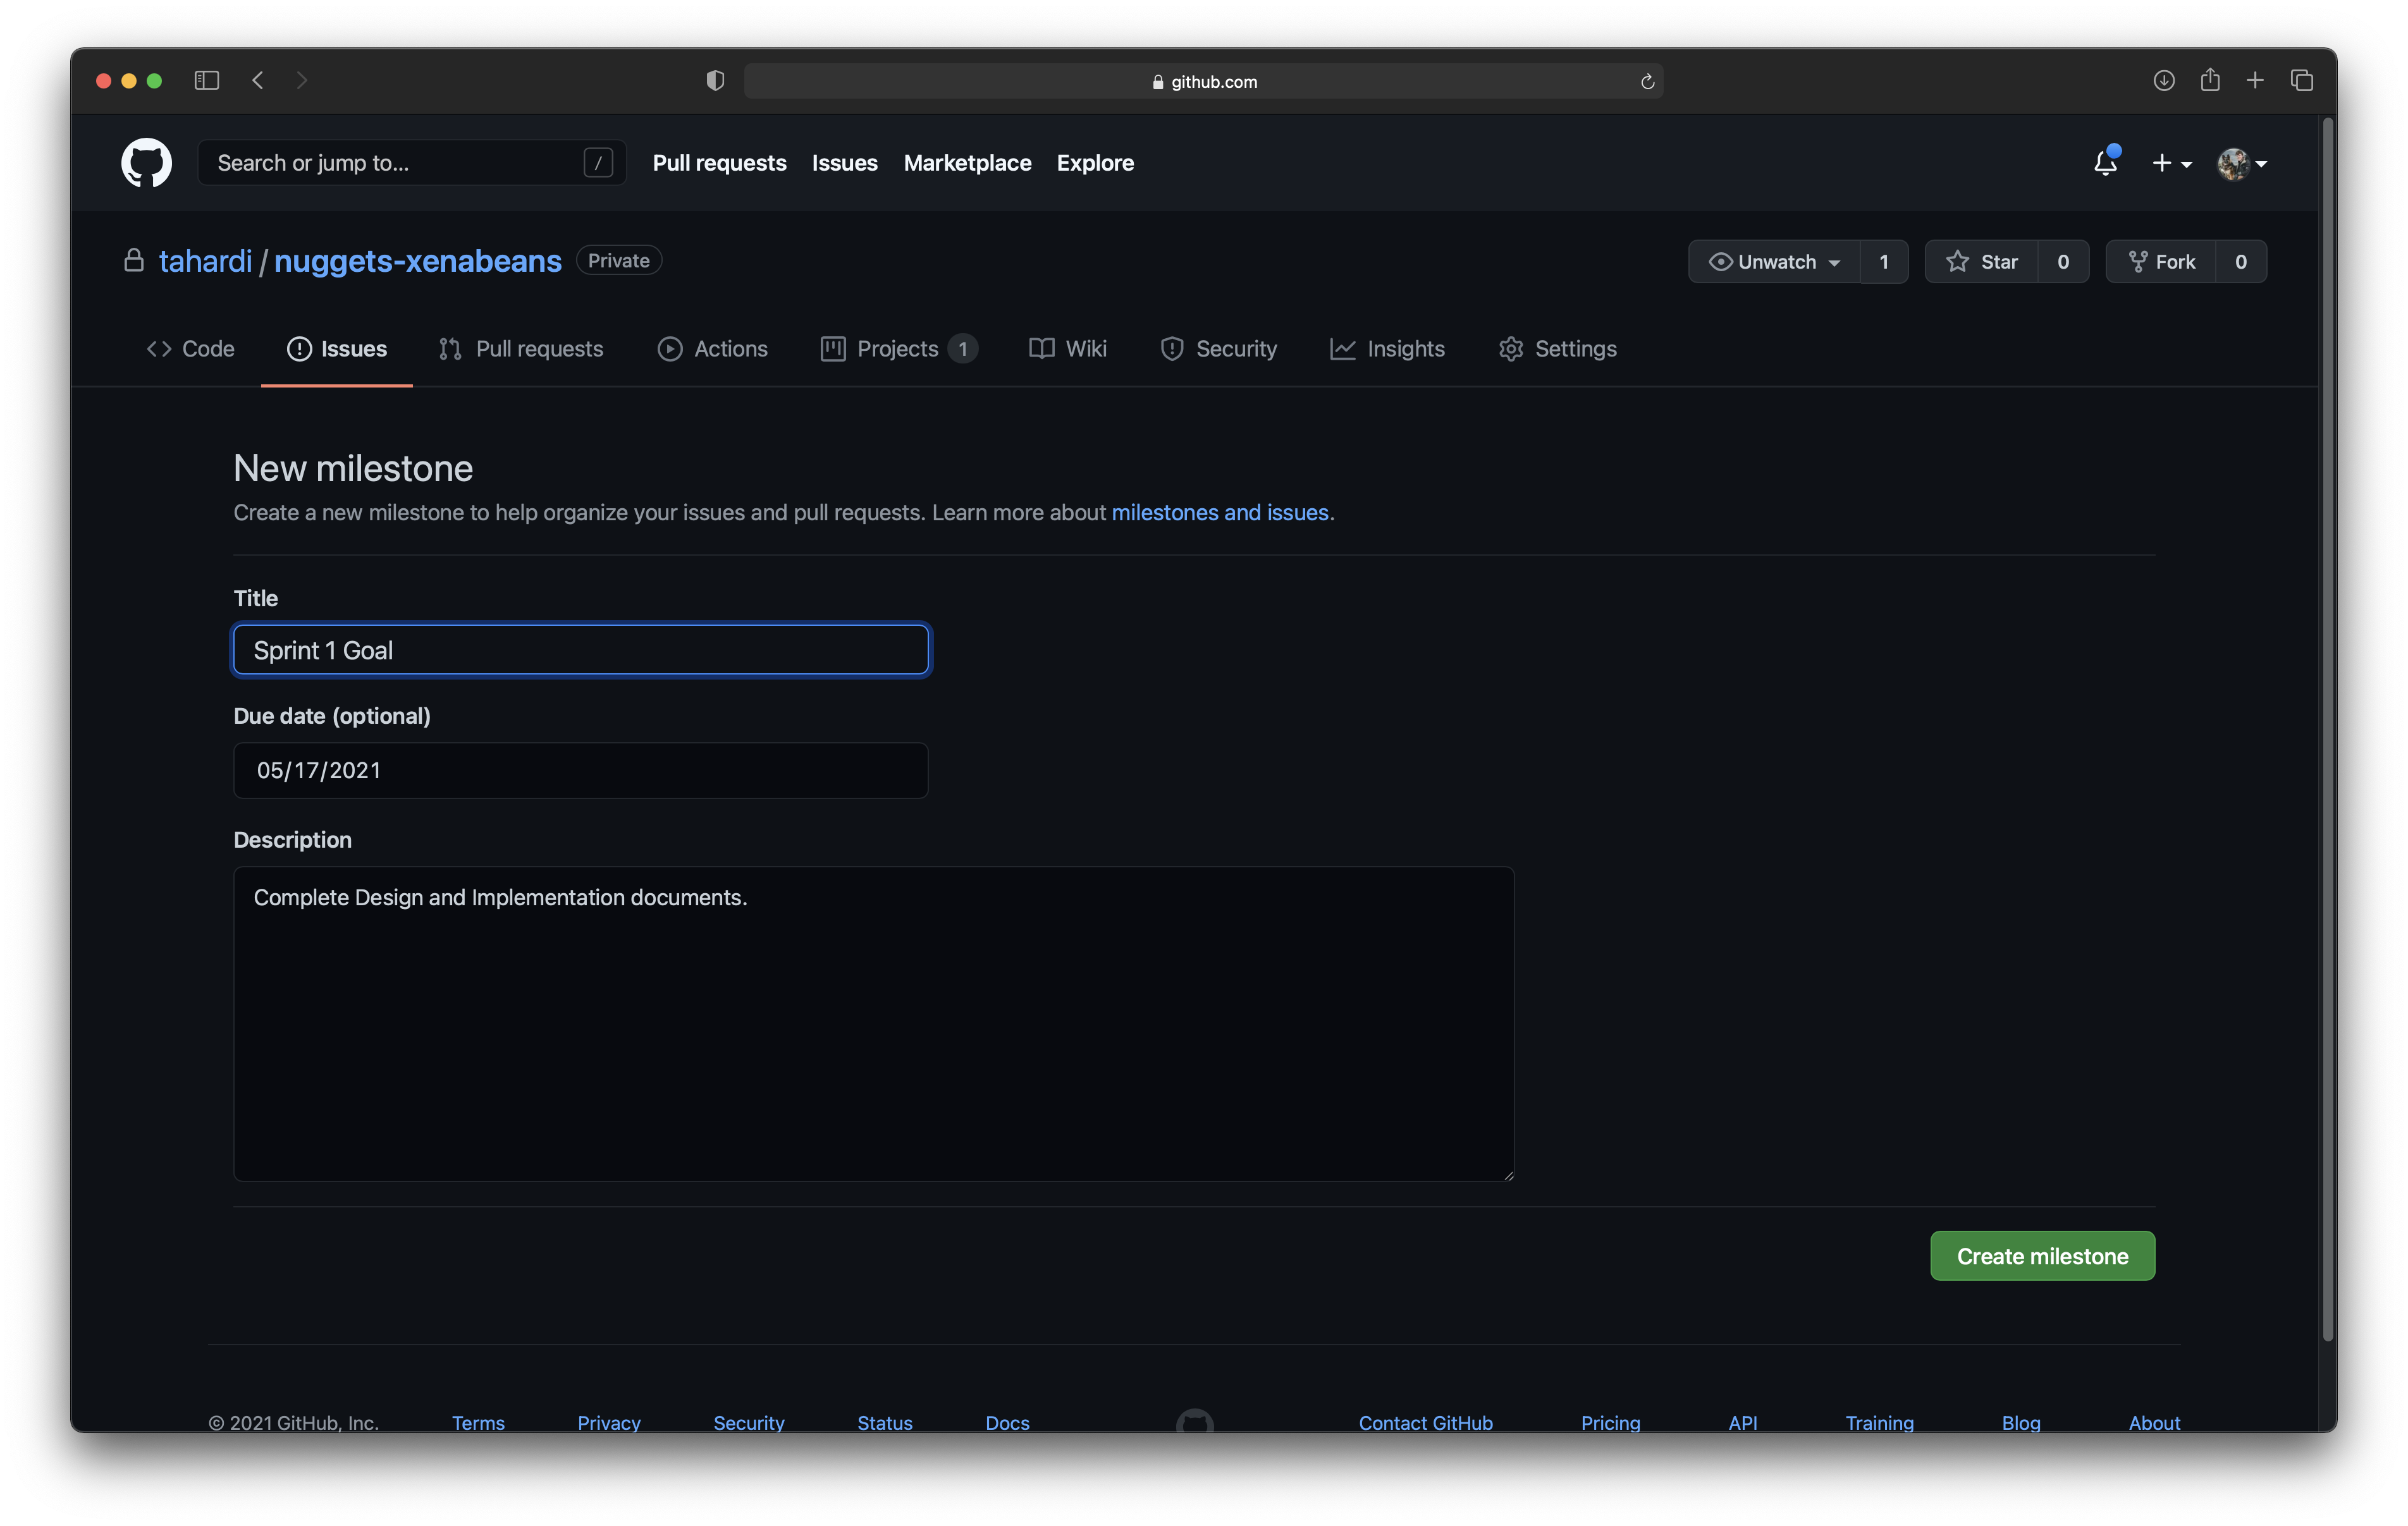 github.com
Search or jump to... /
Pull requests Issues Marketplace Explore
tahardi / nuggets-xenabeans Private
Unwatch 1 Star 0 Fork 0
Code Issues Pull requests Actions Projects 1 Wiki Security Insights Settings
New milestone
Create a new milestone to help organize your issues and pull requests. Learn more about milestones and issues.
Title
Sprint 1 Goal
Due date (optional)
05/17/2021
Description
Complete Design and Implementation documents.
Create milestone
© 2021 GitHub, Inc. Terms Privacy Security Status Docs Contact GitHub Pricing API Training Blog About